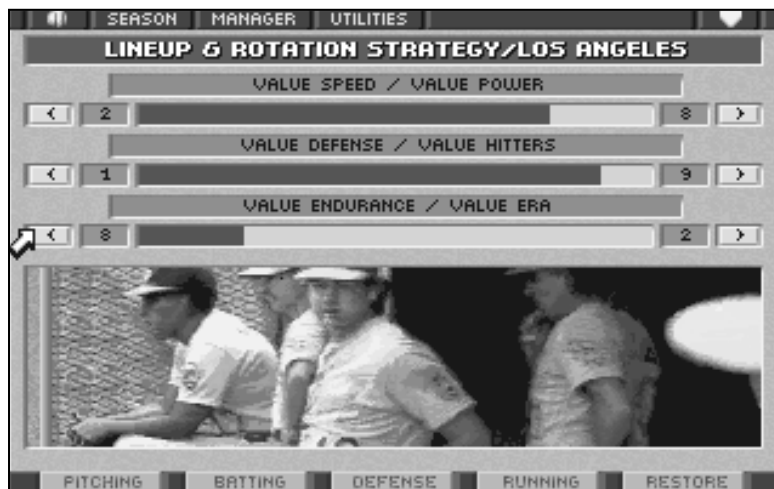 SEASON MANAGER UTILITIES
LINEUP & ROTATION STRATEGY/LOS ANGELES
VALUE SPEED / VALUE POWER
< 2 8 >
VALUE DEFENSE / VALUE HITTERS
< 1 9 >
VALUE ENDURANCE / VALUE ERA
< 8 2 >
PITCHING BATTING DEFENSE RUNNING RESTORE